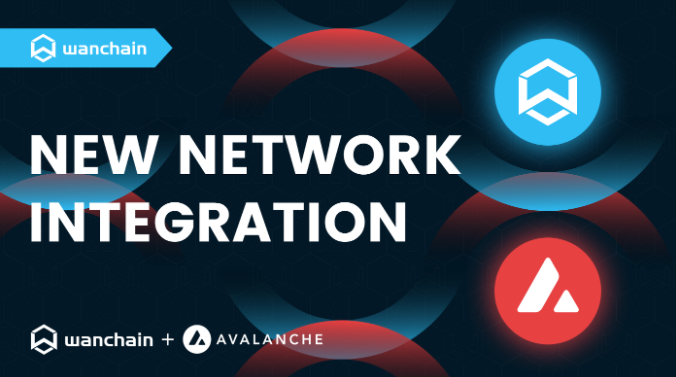 wanchain
NEW NETWORK
INTEGRATION
wanchain + AVALANCHE